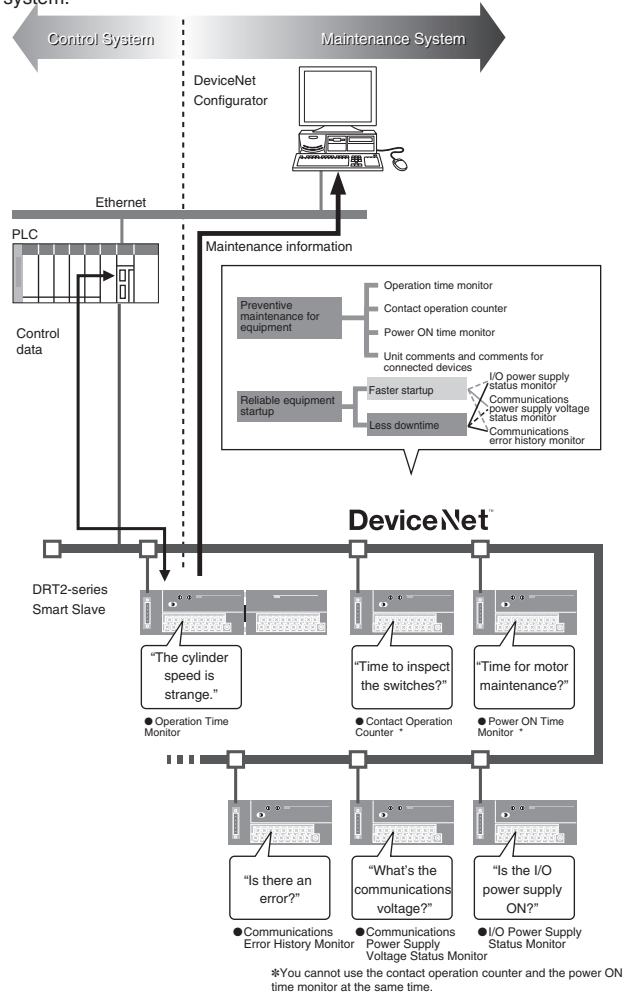 system.
Control System
Maintenance System
DeviceNet
Configurator
Ethernet
PLC
Maintenance information
Control
data
Preventive
maintenance for
equipment
Operation time monitor
Contact operation counter
Power ON time monitor
Unit comments and comments for
connected devices
Reliable equipment
startup
Faster startup
Less downtime
I/O power supply
status monitor
Communications
power supply voltage
status monitor
Communications
error history monitor
DeviceNet™
DRT2-series
Smart Slave
“The cylinder
speed is
strange.”
● Operation Time
Monitor
“Time to inspect
the switches?”
● Contact Operation
Counter *
“Time for motor
maintenance?”
● Power ON Time
Monitor *
“Is there an
error?”
● Communications
Error History Monitor
“What's the
communications
voltage?”
● Communications
Power Supply
Voltage Status Monitor
“Is the I/O
power supply
ON?”
● I/O Power Supply
Status Monitor
✻You cannot use the contact operation counter and the power ON
time monitor at the same time.